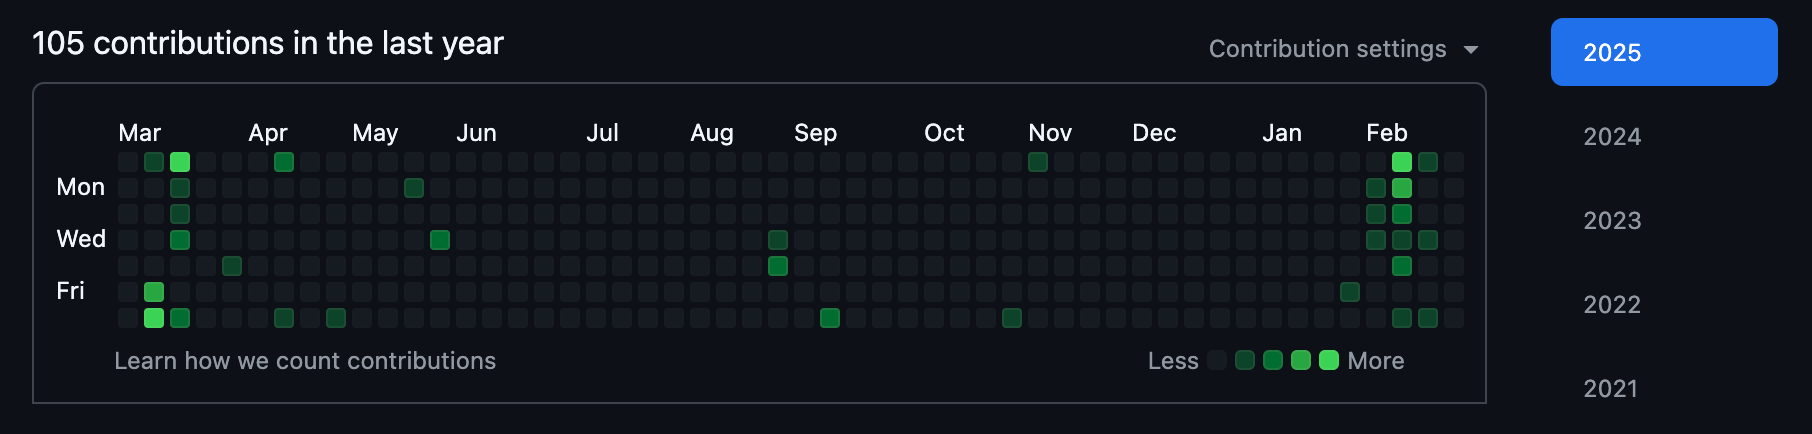 105 contributions in the last year
Contribution settings
2025
2024
2023
2022
2021
Mar Apr May Jun Jul Aug Sep Oct Nov Dec Jan Feb
Mon
Wed
Fri
Learn how we count contributions
Less More